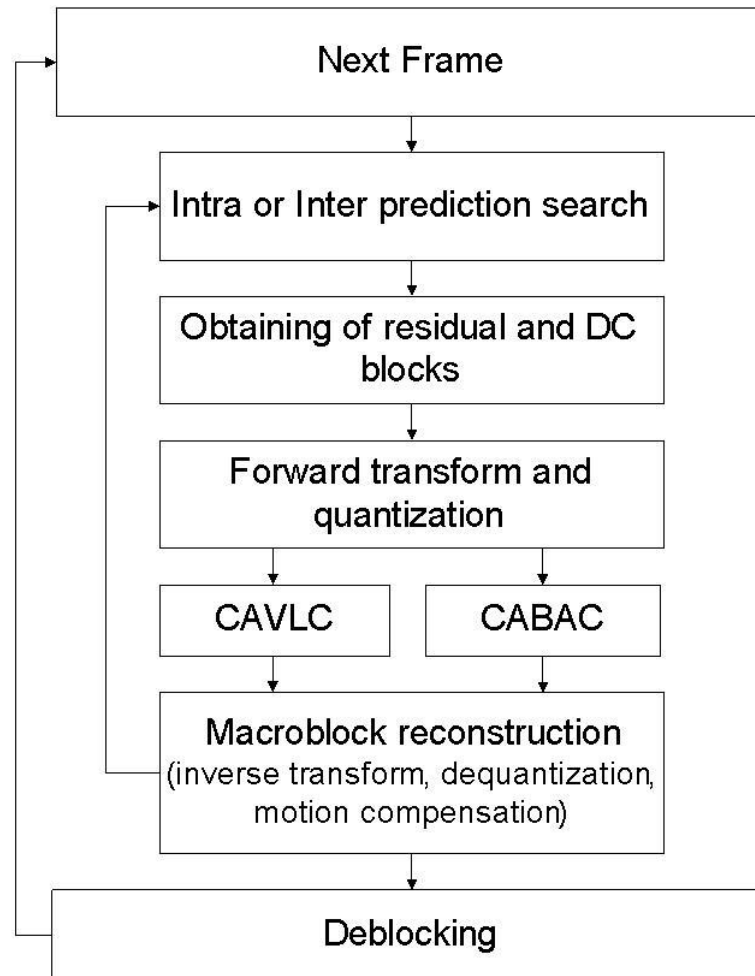 Next Frame
Intra or Inter prediction search
Obtaining of residual and DC
blocks
Forward transform and
quantization
CAVLC
CABAC
Macroblock reconstruction
(inverse transform, dequantization,
motion compensation)
Deblocking